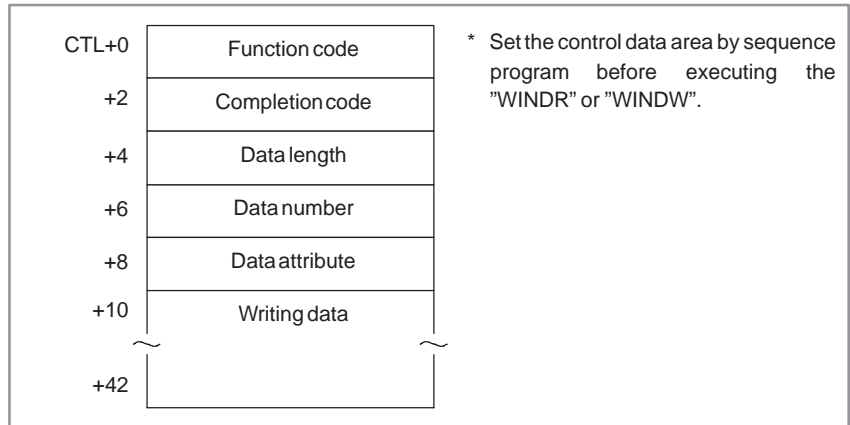 CTL+0 Function code
+2 Completion code
+4 Data length
+6 Data number
+8 Data attribute
+10 Writing data
+42
* Set the control data area by sequence
program before executing the
”WINDR” or ”WINDW”.